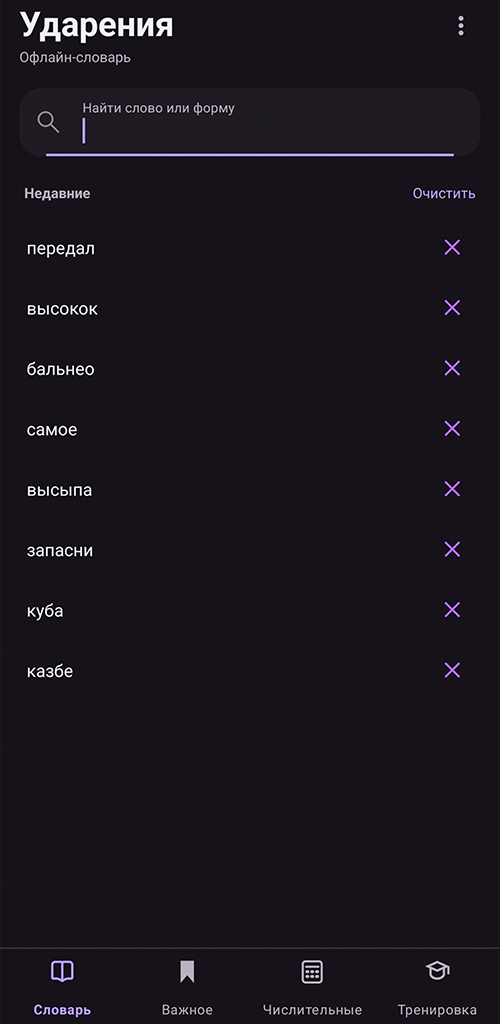 Ударения
Офлайн-словарь
Найти слово или форму
Недавние Очистить
передал
высокок
бальнео
самое
высыпа
запасни
куба
казбе
Словарь Важное Числительные Тренировка